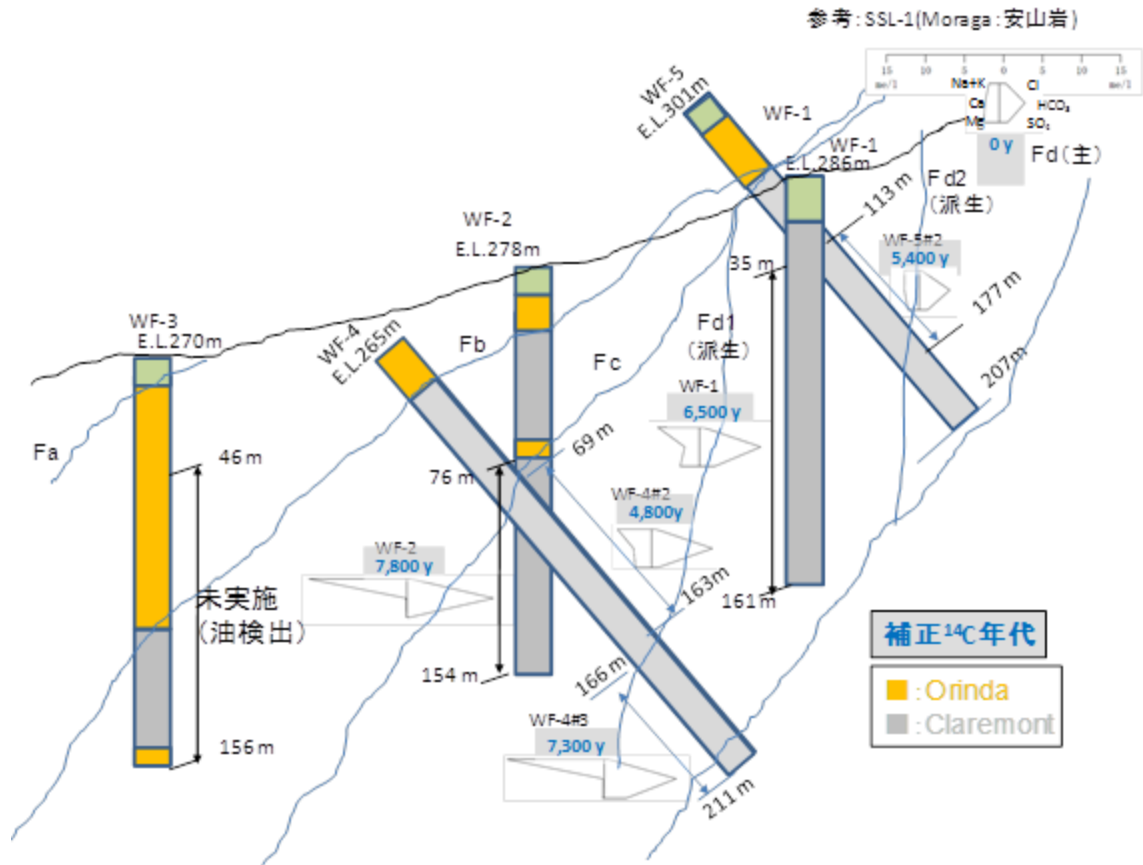 参考:SSL-1(Moraga:安山岩)
15 10 5 0 5 10 15
me/l me/l
Na+K Cl
Ca HCO₃
Mg SO₄
0 y
Fd(主)
WF-5
E.L.301m
WF-1
WF-1
E.L.286m
113 m
Fd2
(派生)
WF-5#2
5,400 y
177 m
207m
35 m
161m
WF-2
E.L.278m
WF-3
E.L.270m
WF-4
E.L.265m
Fb
Fc
Fd1
(派生)
WF-1
6,500 y
Fa
46 m
76 m
69 m
WF-4#2
4,800y
WF-2
7,800 y
163m
未実施
(油検出)
154 m
166 m
156 m
WF-4#3
7,300 y
211 m
補正¹⁴C年代
:Orinda
:Claremont